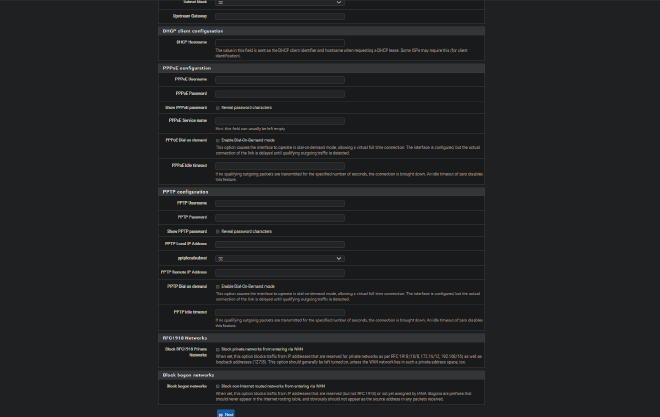 Subnet Mask
32
Upstream Gateway
DHCP client configuration
DHCP Hostname
The value in this field is sent as the DHCP client identifier and hostname when requesting a DHCP lease. Some ISPs may require this (for client
identification).
PPPoE configuration
PPPoE Username
PPPoE Password
Show PPPoE password
Reveal password characters
PPPoE Service name
Hint: this field can usually be left empty
PPPoE Dial on demand
Enable Dial-On-Demand mode
This option causes the interface to operate in dial-on-demand mode, allowing a virtual full time connection. The interface is configured, but the actual
connection of the link is delayed until qualifying outgoing traffic is detected.
PPPoE Idle timeout
If no qualifying outgoing packets are transmitted for the specified number of seconds, the connection is brought down. An idle timeout of zero disables
this feature.
PPTP configuration
PPTP Username
PPTP Password
Show PPTP password
Reveal password characters
PPTP Local IP Address
pptplocalsubnet
32
PPTP Remote IP Address
PPTP Dial on demand
Enable Dial-On-Demand mode
This option causes the interface to operate in dial-on-demand mode, allowing a virtual full time connection. The interface is configured, but the actual
connection of the link is delayed until qualifying outgoing traffic is detected.
PPTP Idle timeout
If no qualifying outgoing packets are transmitted for the specified number of seconds, the connection is brought down. An idle timeout of zero disables
this feature.
RFC1918 Networks
Block RFC1918 Private
Networks
Block private networks from entering via WAN
When set, this option blocks traffic from IP addresses that are reserved for private networks as per RFC 1918 (10/8, 172.16/12, 192.168/16) as well as
loopback addresses (127/8). This option should generally be left turned on, unless the WAN network lies in such a private address space, too.
Block bogon networks
Block bogon networks
Block non-Internet routed networks from entering via WAN
When set, this option blocks traffic from IP addresses that are reserved (but not RFC 1918) or not yet assigned by IANA. Bogons are prefixes that
should never appear in the Internet routing table, and obviously should not appear as the source address in any packets received.
Next